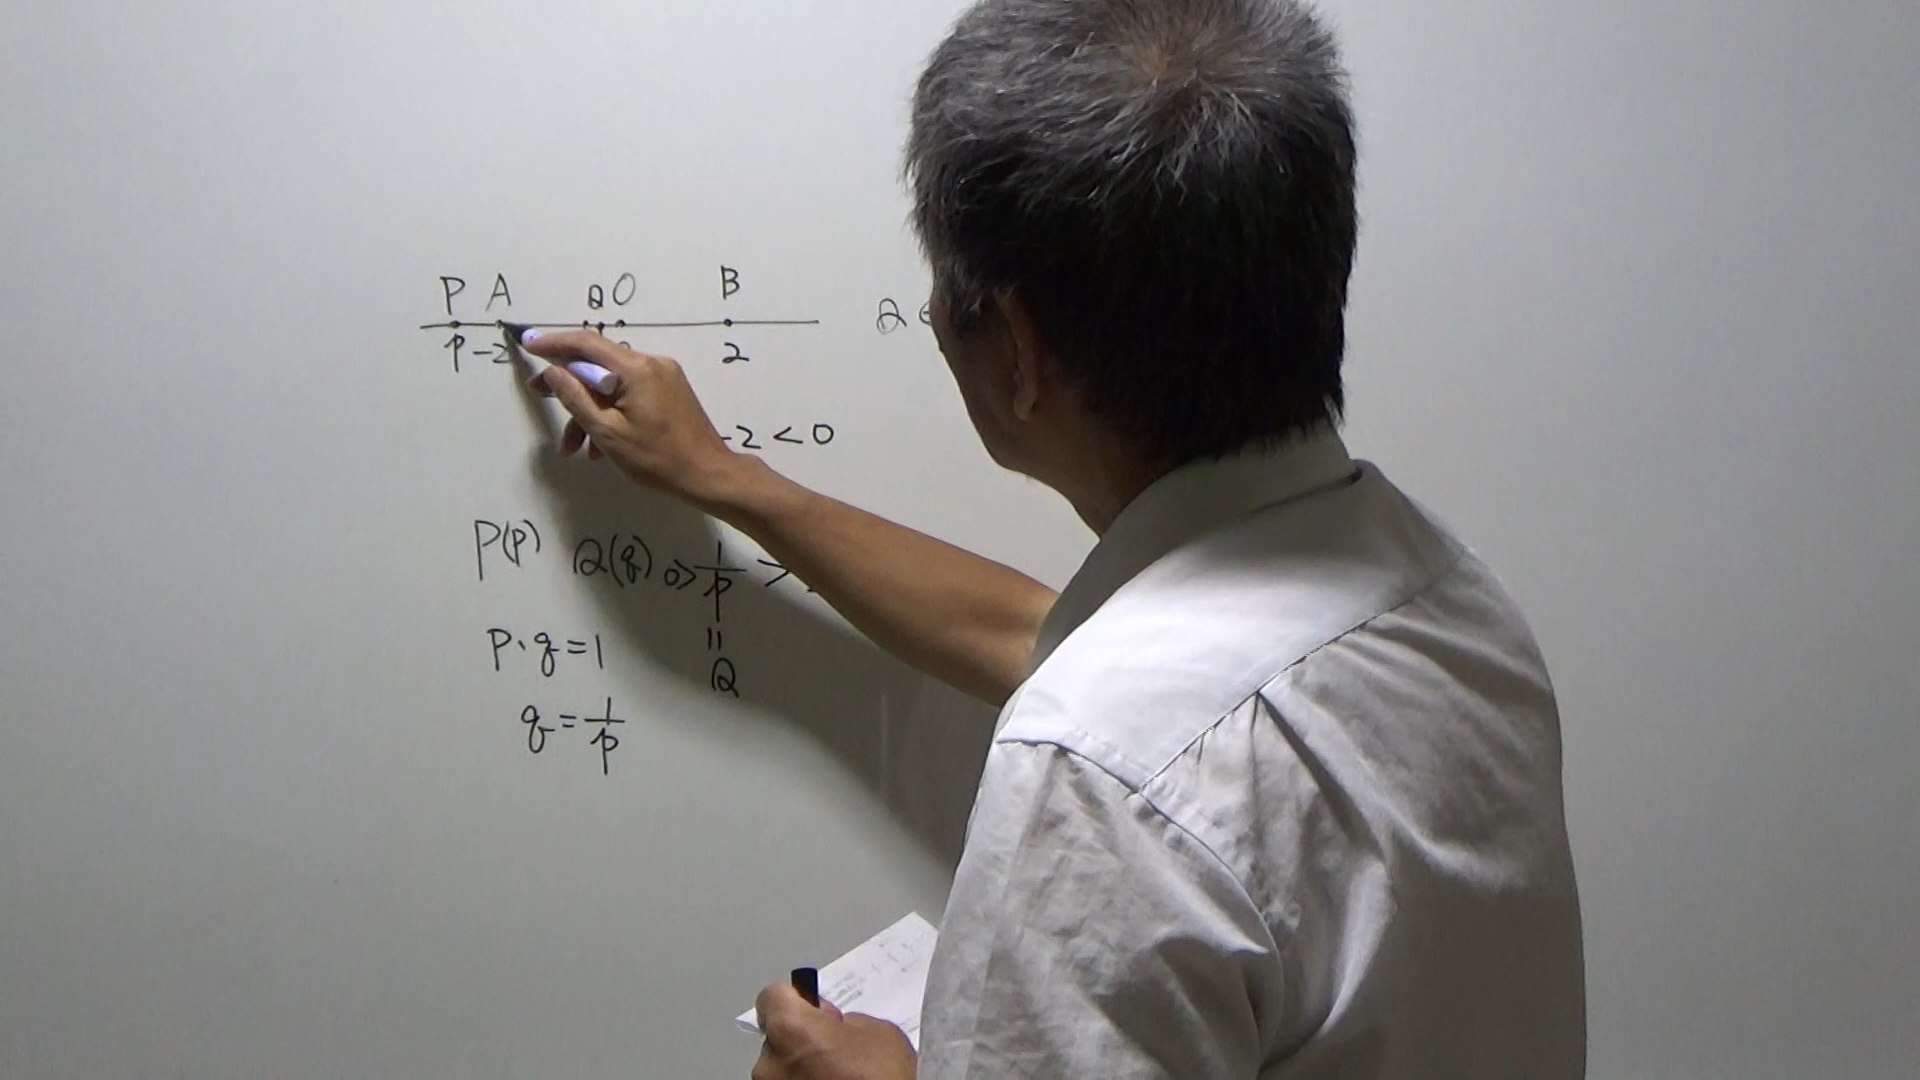 P A Q O B
P -2 2
Q
-2 < 0
P(p) Q(q) 0 > 1/p >
p・q = 1 =
Q
q = 1/p